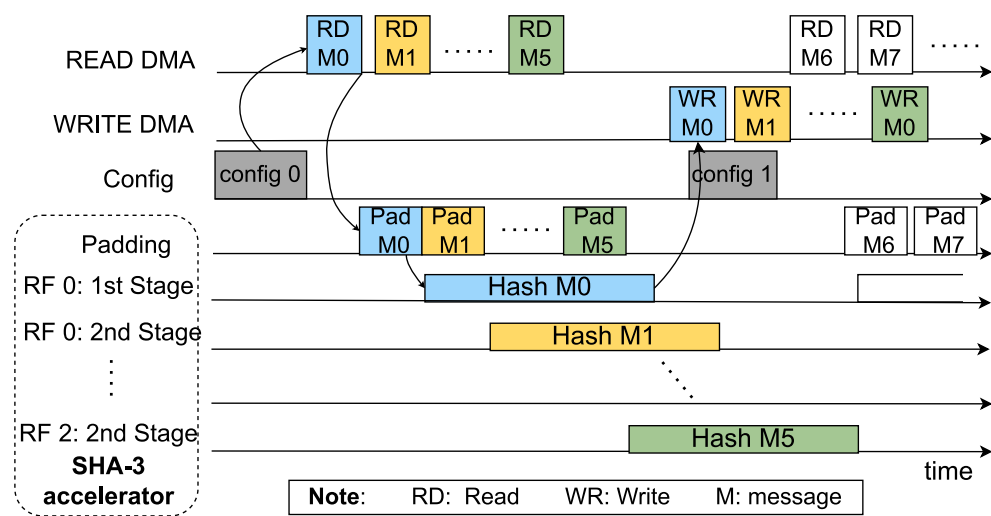 READ DMA
RD M0
RD M1
.....
RD M5
RD M6
RD M7
.....
WRITE DMA
WR M0
WR M1
.....
WR M0
Config
config 0
config 1
Padding
Pad M0
Pad M1
.....
Pad M5
Pad M6
Pad M7
RF 0: 1st Stage
Hash M0
RF 0: 2nd Stage
Hash M1
RF 2: 2nd Stage
Hash M5
SHA-3
accelerator
time
Note: RD: Read WR: Write M: message